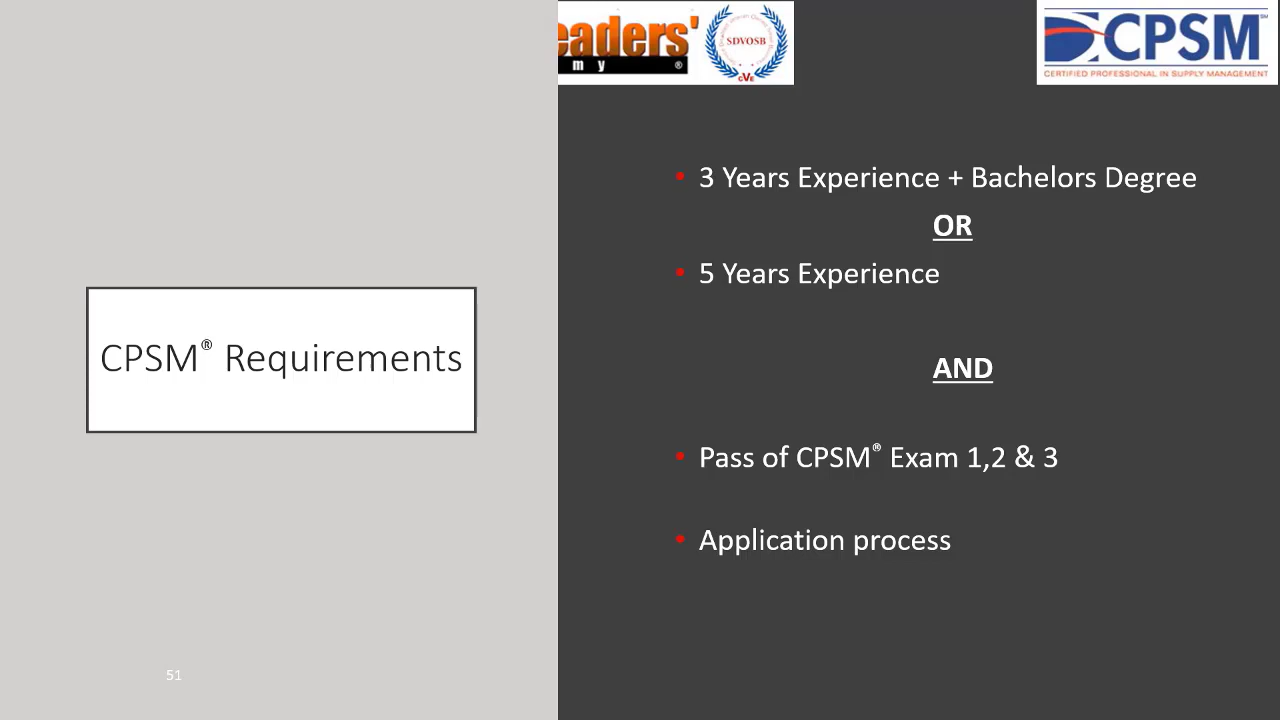 eaders'
m y ®
SDVOSB
CVE
CPSM
CERTIFIED PROFESSIONAL IN SUPPLY MANAGEMENT
CPSM® Requirements
• 3 Years Experience + Bachelors Degree
OR
• 5 Years Experience
AND
• Pass of CPSM® Exam 1,2 & 3
• Application process
51